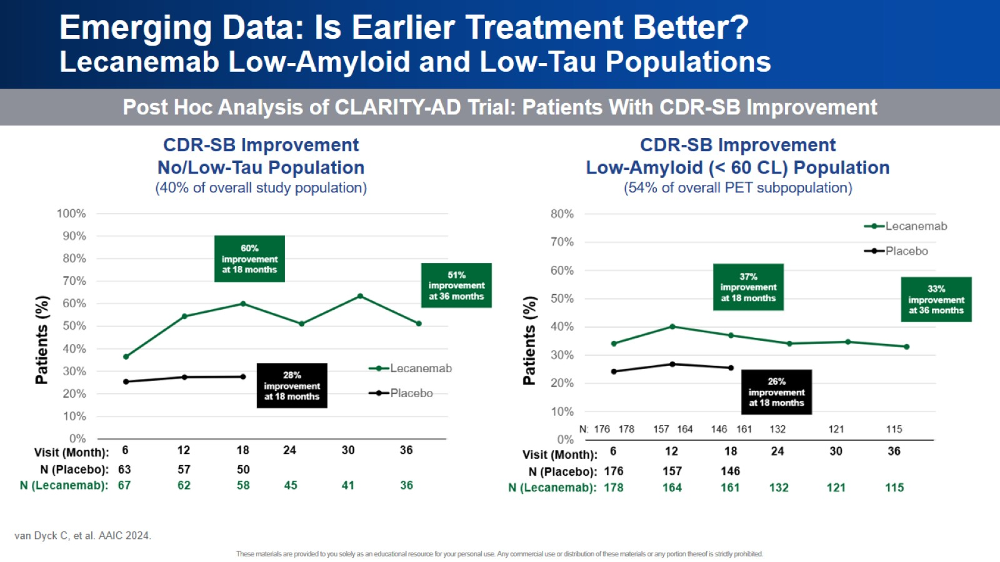 Emerging Data: Is Earlier Treatment Better?
Lecanemab Low-Amyloid and Low-Tau Populations
Post Hoc Analysis of CLARITY-AD Trial: Patients With CDR-SB Improvement
CDR-SB Improvement
No/Low-Tau Population
(40% of overall study population)
100%
90%
80%
70%
60%
50%
40%
30%
20%
10%
0%
Patients (%)
60%
improvement
at 18 months
51%
improvement
at 36 months
28%
improvement
at 18 months
Lecanemab
Placebo
Visit (Month): 6 12 18 24 30 36
N (Placebo): 63 57 50
N (Lecanemab): 67 62 58 45 41 36
CDR-SB Improvement
Low-Amyloid (< 60 CL) Population
(54% of overall PET subpopulation)
80%
70%
60%
50%
40%
30%
20%
10%
0%
Patients (%)
Lecanemab
Placebo
37%
improvement
at 18 months
33%
improvement
at 36 months
26%
improvement
at 18 months
N: 176 178 157 164 146 161 132 121 115
Visit (Month): 6 12 18 24 30 36
N (Placebo): 176 157 146
N (Lecanemab): 178 164 161 132 121 115
van Dyck C, et al. AAIC 2024.
These materials are provided to you solely as an educational resource for your personal use. Any commercial use or distribution of these materials or any portion thereof is strictly prohibited.